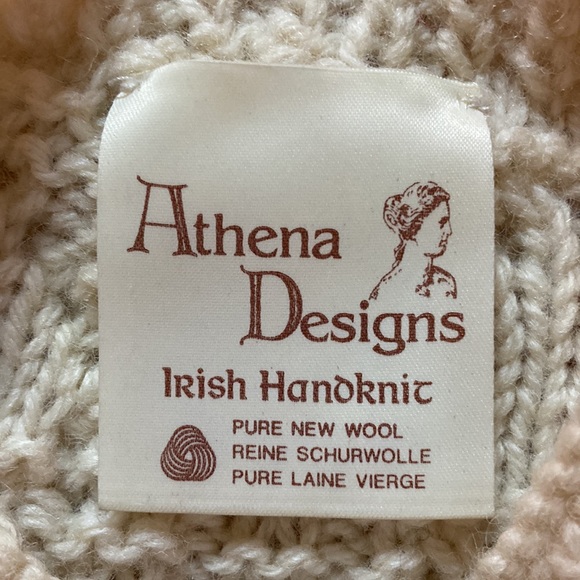 Athena
Designs
Irish Handknit
PURE NEW WOOL
REINE SCHURWOLLE
PURE LAINE VIERGE